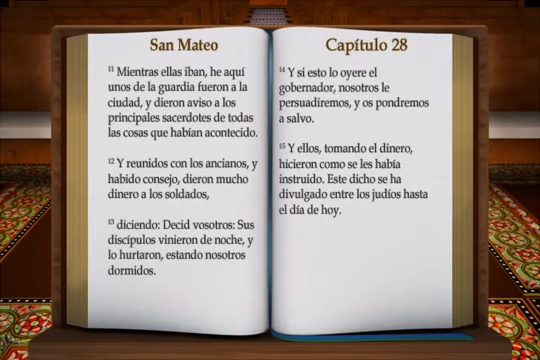 San Mateo
11 Mientras ellas iban, he aquí
unos de la guardia fueron a la
ciudad, y dieron aviso a los
principales sacerdotes de todas
las cosas que habían acontecido.
12 Y reunidos con los ancianos, y
habido consejo, dieron mucho
dinero a los soldados,
13 diciendo: Decid vosotros: Sus
discípulos vinieron de noche, y
lo hurtaron, estando nosotros
dormidos.
Capítulo 28
14 Y si esto lo oyere el
gobernador, nosotros le
persuadiremos, y os pondremos
a salvo.
15 Y ellos, tomando el dinero,
hicieron como se les había
instruido. Este dicho se ha
divulgado entre los judíos hasta
el día de hoy.